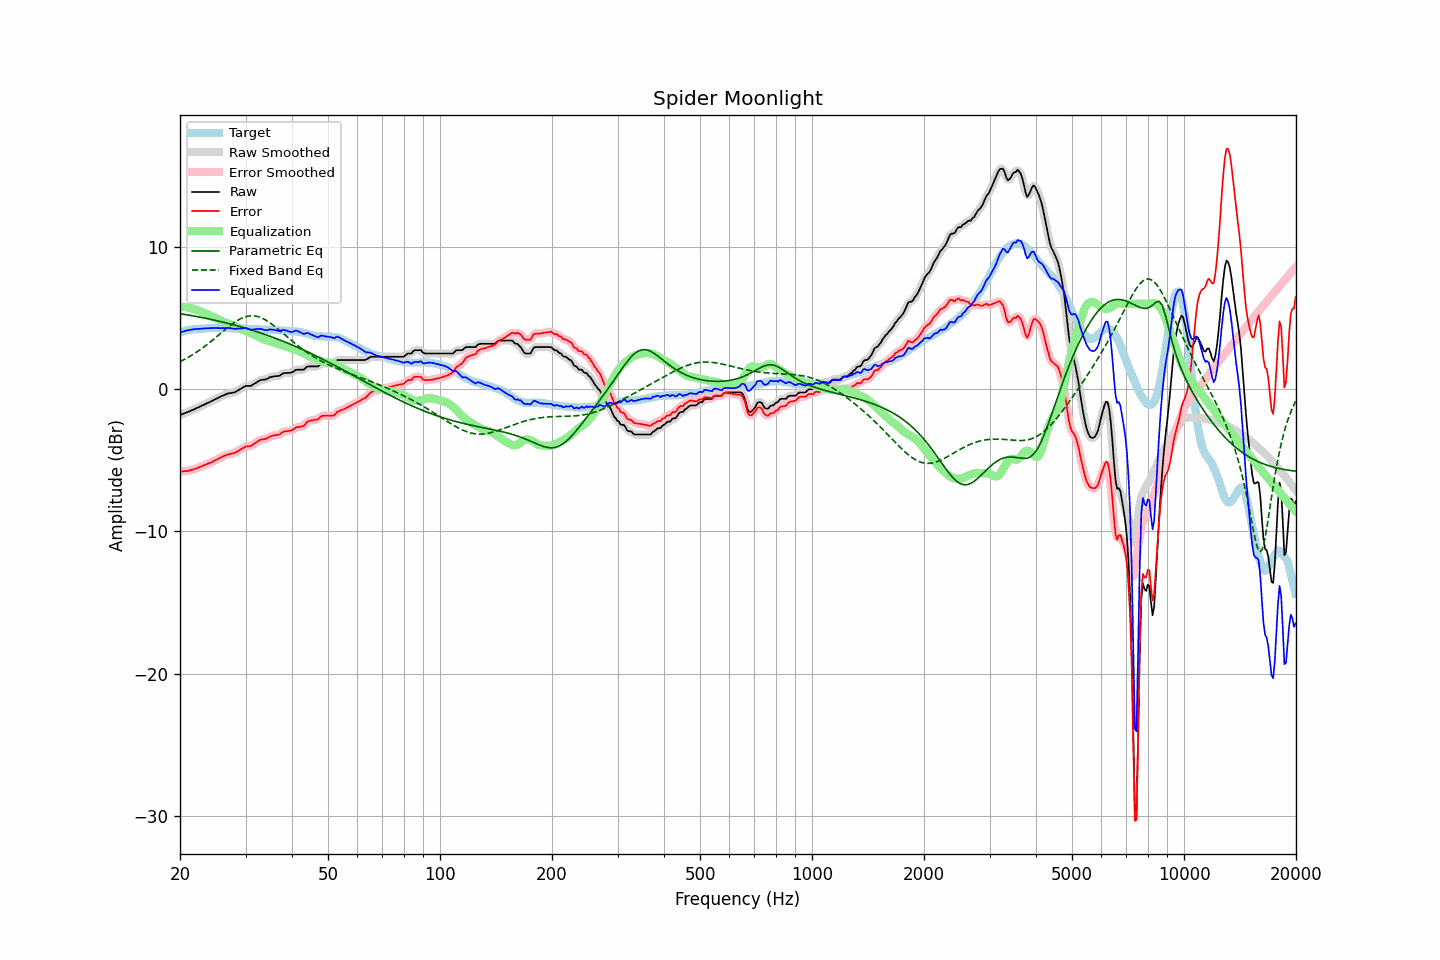 Spider Moonlight
Target
Raw Smoothed
Error Smoothed
Raw
Error
Equalization
Parametric Eq
Fixed Band Eq
Equalized
10
0
−10
−20
−30
Amplitude (dBr)
20
50
100
200
500
1000
2000
5000
10000
20000
Frequency (Hz)